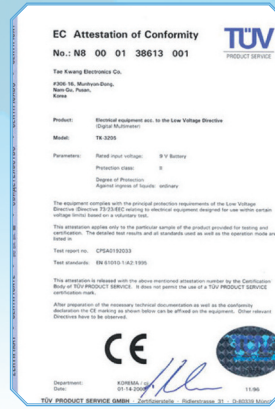 EC Attestation of Conformity
TÜV
PRODUCT SERVICE
No.: N8 00 01 38613 001
Tae Kwang Electronics Co.
#306-16, Munhyun-Dong,
Nam-Gu, Pusan,
Korea
Product: Electrical equipment acc. to the Low Voltage Directive
(Digital Multimeter)
Model: TK-3205
Parameters: Rated input voltage: 9 V Battery
Protection class: II
Degree of Protection
Against ingress of liquids: ordinary
The equipment complies with the principal protection requirements of the Low Voltage
Directive (Directive 73/23/EEC relating to electrical equipment designed for use within certain
voltage limits) based on a voluntary test.
This attestation applies only to the particular sample of the product provided for testing and
certification. The detailed test results and all standards used as well as the operation mode are
listed in
Test report no. CPSA0192033
Test standards: EN 61010-1/A2:1995
This attestation is released with the above mentioned attestation number by the Certification
Body of TÜV PRODUCT SERVICE. It does not permit the use of a TÜV PRODUCT SERVICE
certification mark.
After preparation of the necessary technical documentation as well as the conformity
declaration the CE marking as shown below can be affixed on the equipment. Other relevant
Directives have to be observed.
CE
Department: KOREMA
Date: 01-14-2000
11/96
TÜV PRODUCT SERVICE GMBH · Zertifizierstelle · Ridlerstrasse 31 · D-80339